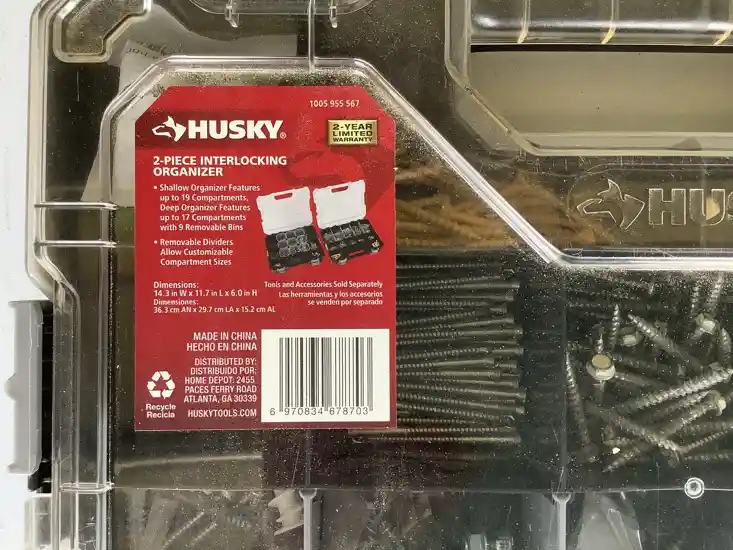 1005 955 567
HUSKY®
2-YEAR
LIMITED
WARRANTY
2-PIECE INTERLOCKING
ORGANIZER
• Shallow Organizer Features
up to 19 Compartments,
Deep Organizer Features
up to 17 Compartments
with 9 Removable Bins
• Removable Dividers
Allow Customizable
Compartment Sizes
Dimensions:
14.3 in W x 11.7 in L x 6.0 in H
Dimensiones:
36.3 cm AN x 29.7 cm LA x 15.2 cm AL
Tools and Accessories Sold Separately
Las herramientas y los accesorios
se venden por separado
MADE IN CHINA
HECHO EN CHINA
DISTRIBUTED BY:
DISTRIBUIDO POR:
HOME DEPOT: 2455
PACES FERRY ROAD
ATLANTA, GA 30339
HUSKYTOOLS.COM
Recycle
Recicla
6 970834 678703
HUS